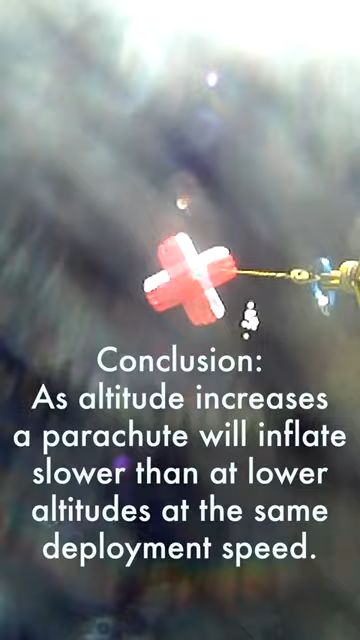 Conclusion:
As altitude increases
a parachute will inflate
slower than at lower
altitudes at the same
deployment speed.